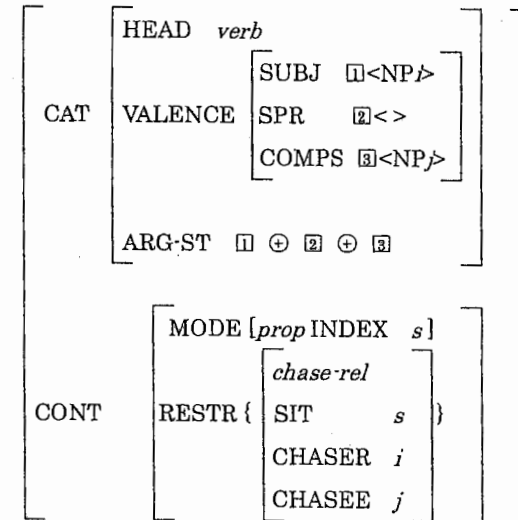 HEAD verb
SUBJ 1<NPi>
CAT VALENCE SPR 2< >
COMPS 3<NPj>
ARG-ST 1 ⊕ 2 ⊕ 3
MODE [prop INDEX s]
chase-rel
CONT RESTR { SIT s }
CHASER i
CHASEE j